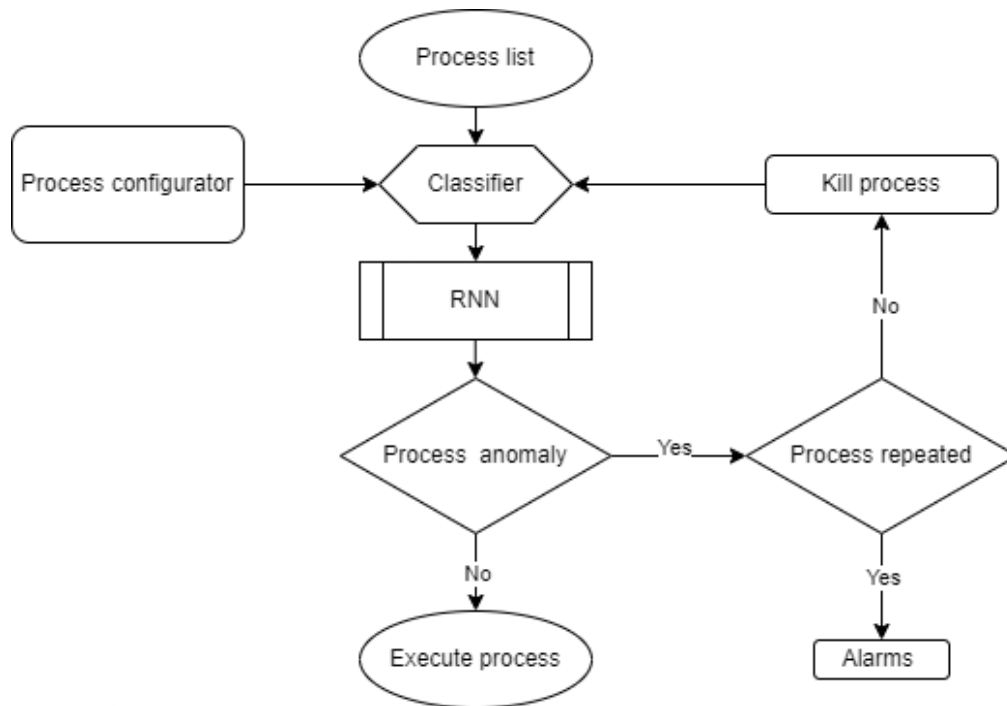 Process list
Process configurator
Classifier
Kill process
RNN
No
Process anomaly
Yes
Process repeated
No
Yes
Execute process
Alarms